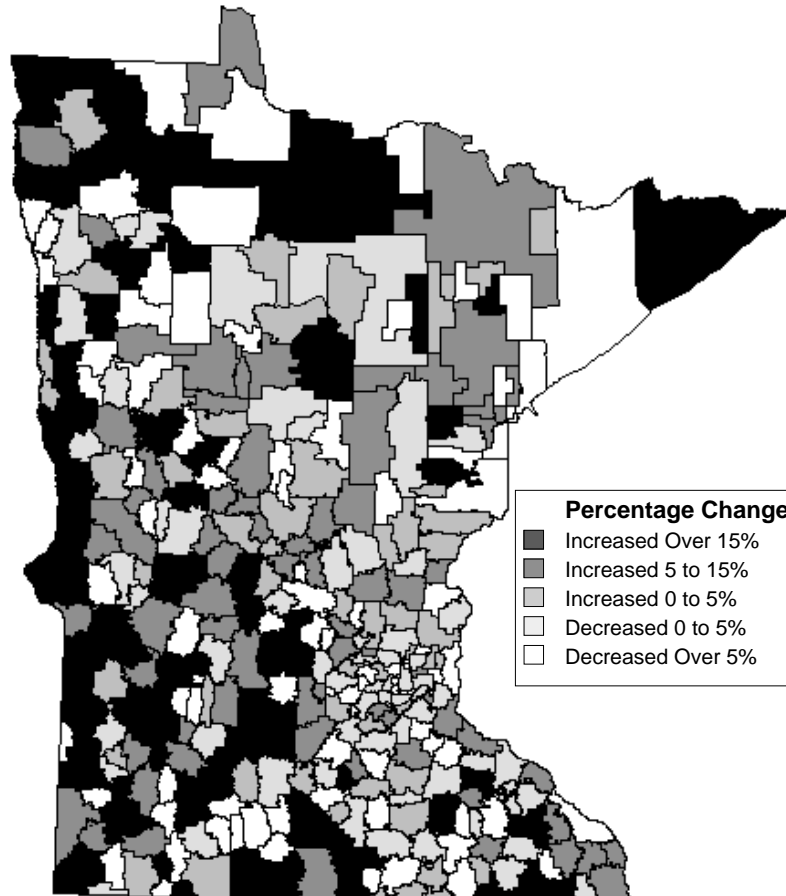 Percentage Change
Increased Over 15%
Increased 5 to 15%
Increased 0 to 5%
Decreased 0 to 5%
Decreased Over 5%